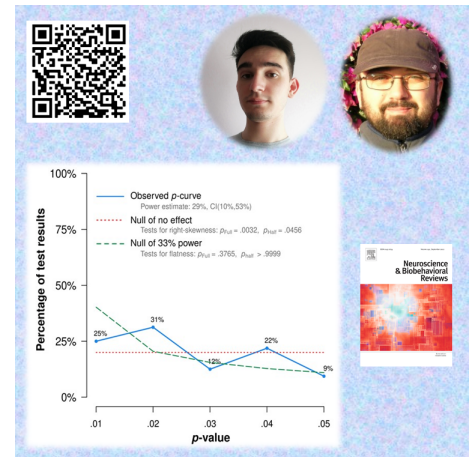 100%
75%
50%
25%
0%
Percentage of test results
Observed p-curve
Power estimate: 29%, CI(10%,53%)
Null of no effect
Tests for right-skewness: pFull = .0032, pHalf = .0456
Null of 33% power
Tests for flatness: pFull = .3765, pHalf > .9999
25%
31%
12%
22%
9%
.01 .02 .03 .04 .05
p-value
Neuroscience
& Biobehavioral
Reviews